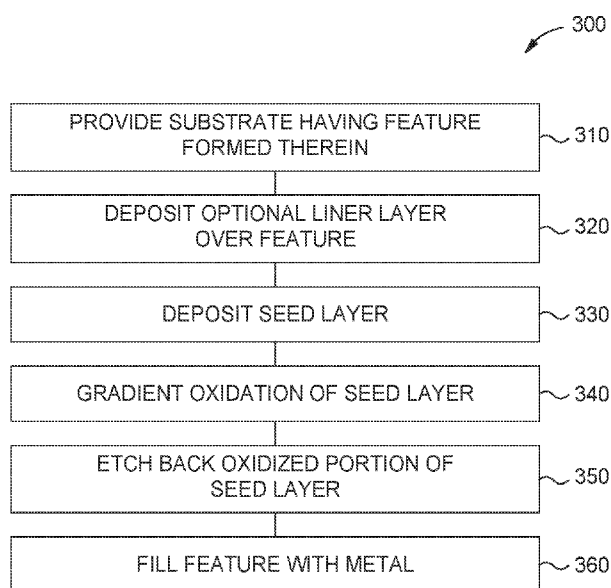 300
PROVIDE SUBSTRATE HAVING FEATURE
FORMED THEREIN
310
DEPOSIT OPTIONAL LINER LAYER
OVER FEATURE
320
DEPOSIT SEED LAYER
330
GRADIENT OXIDATION OF SEED LAYER
340
ETCH BACK OXIDIZED PORTION OF
SEED LAYER
350
FILL FEATURE WITH METAL
360